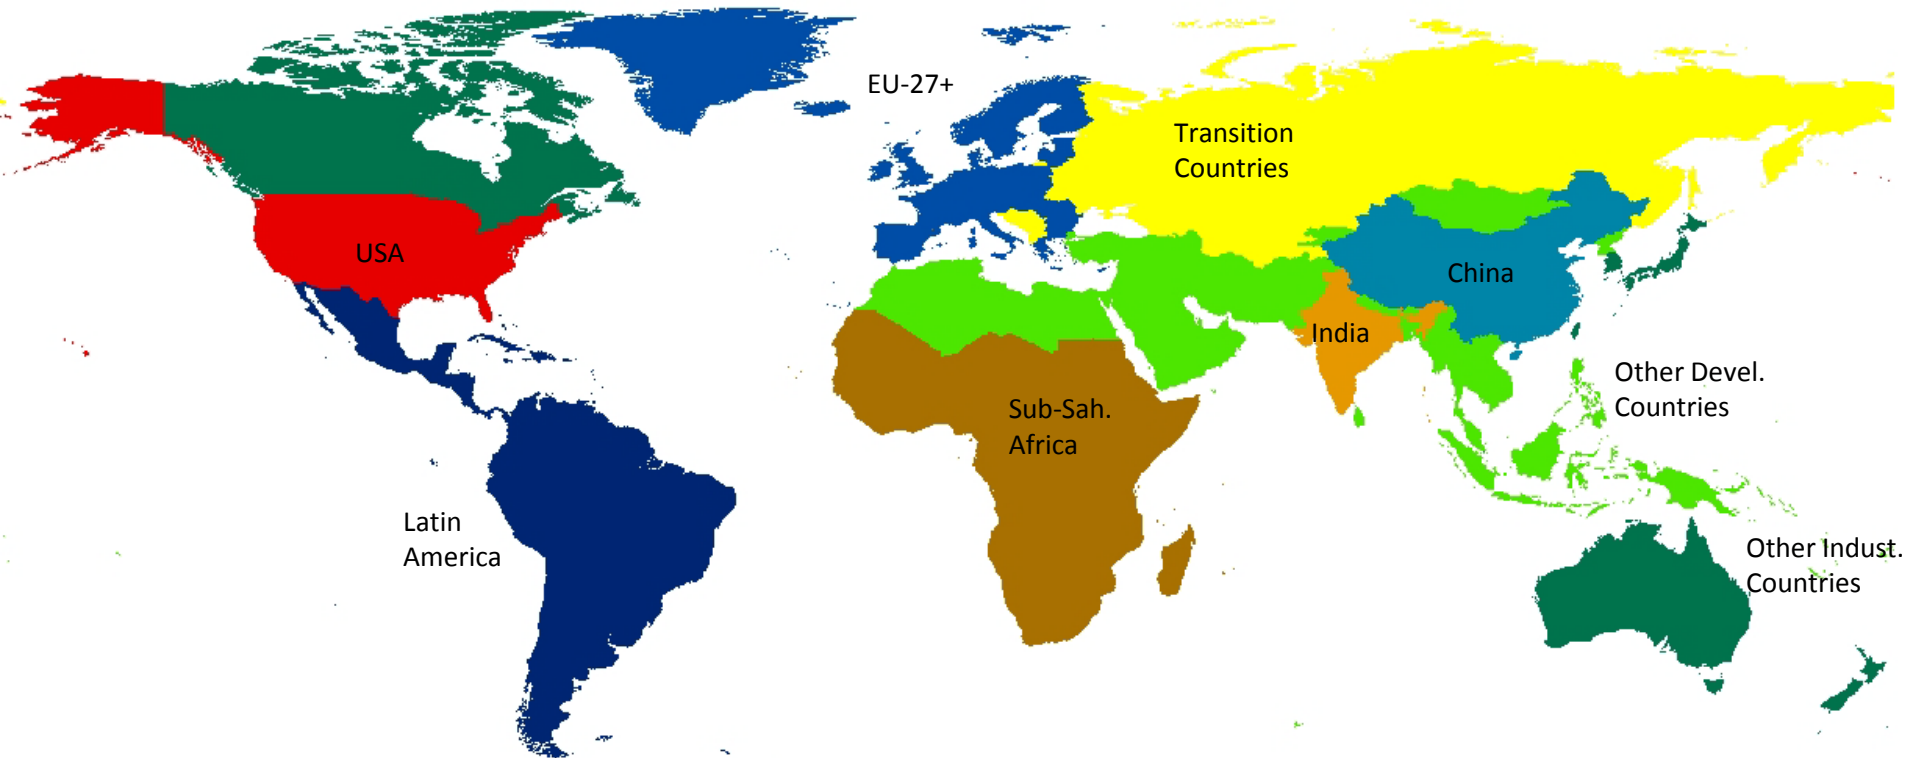 EU-27+
Transition
Countries
USA
China
India
Other Devel.
Countries
Sub-Sah.
Africa
Latin
America
Other Indust.
Countries